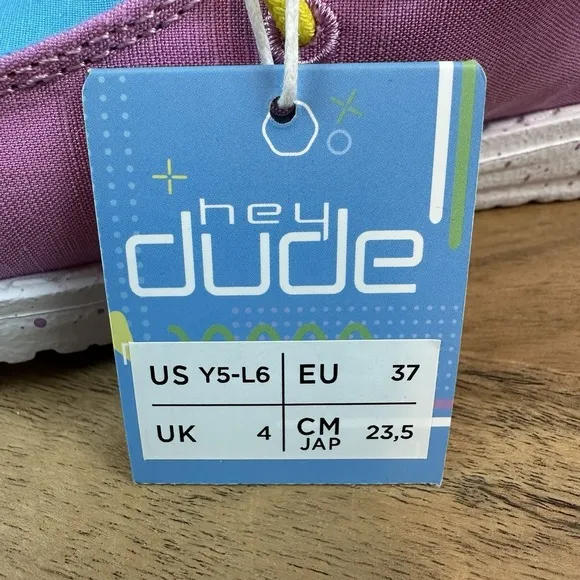 hey
dude
US Y5-L6 EU 37
UK 4 CM JAP 23,5